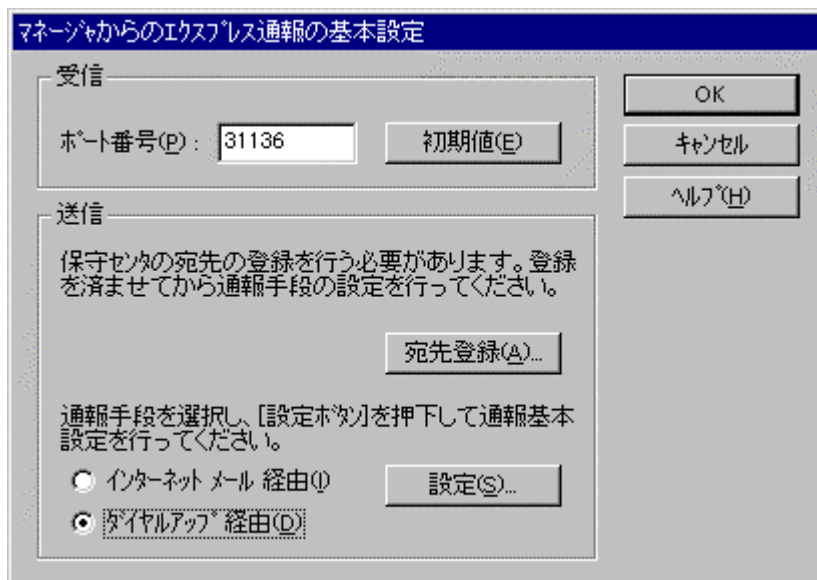 マネージャからのエクスプレス通報の基本設定
受信
ポート番号(P)： 31136 初期値(E)
OK
キャンセル
ヘルプ(H)
送信
保守センタの宛先の登録を行う必要があります。登録
を済ませてから通報手段の設定を行ってください。
宛先登録(A)...
通報手段を選択し、[設定ボタン]を押下して通報基本
設定を行ってください。
インターネット メール 経由(I)
設定(S)...
ダイヤルアップ 経由(D)